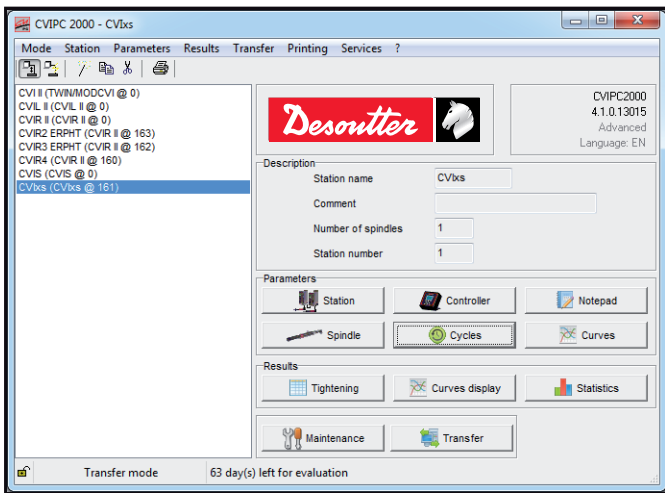 CVIPC 2000 - CVIxs
Mode Station Parameters Results Transfer Printing Services ?
CVI II (TWIN/MODCVI @ 0)
CVIL II (CVIL II @ 0)
CVIR II (CVIR II @ 0)
CVIR2 ERPHT (CVIR II @ 163)
CVIR3 ERPHT (CVIR II @ 162)
CVIR4 (CVIR II @ 160)
CVIS (CVIS @ 0)
CVIxs (CVIxs @ 161)
Desoutter
CVIPC2000
4.1.0.13015
Advanced
Language: EN
Description
Station name CVIxs
Comment
Number of spindles 1
Station number 1
Parameters
Station Controller Notepad
Spindle Cycles Curves
Results
Tightening Curves display Statistics
Maintenance Transfer
Transfer mode 63 day(s) left for evaluation